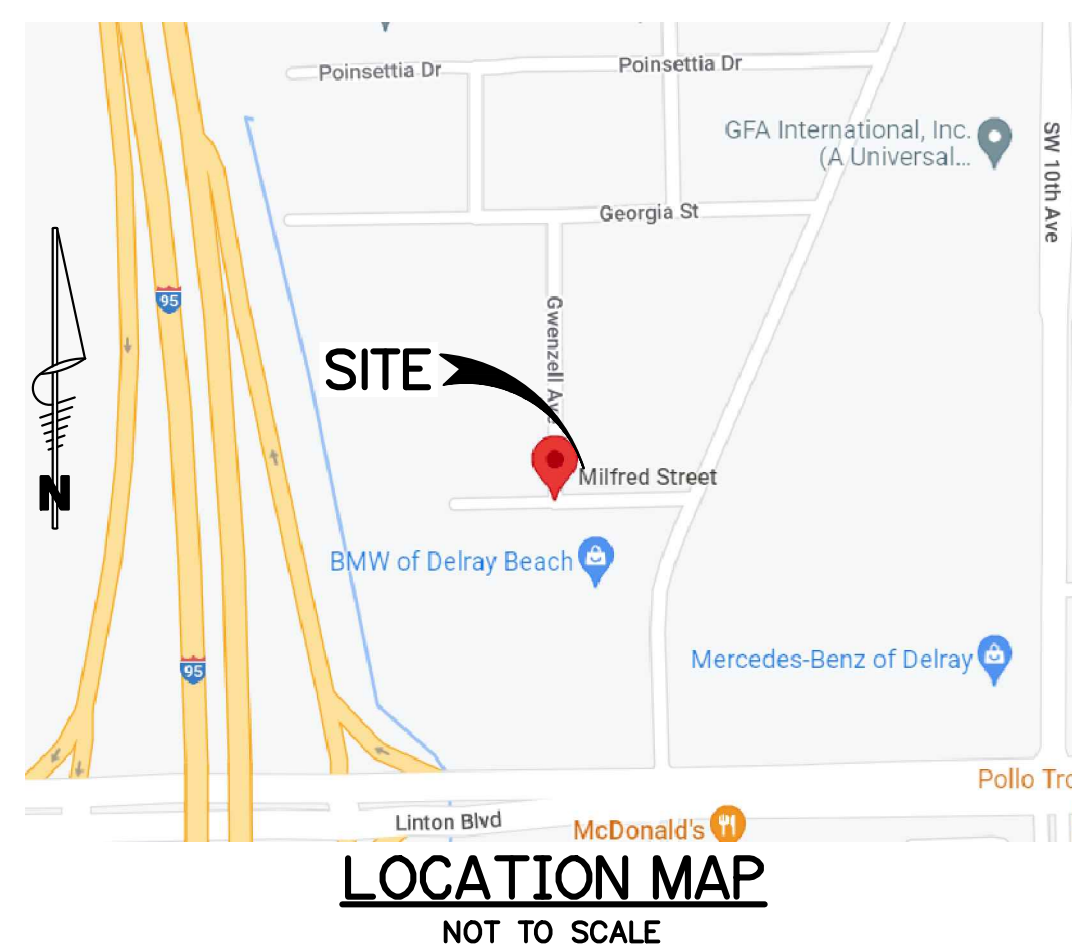 Poinsettia Dr
Poinsettia Dr
GFA International, Inc.
(A Universal...
SW 10th Ave
Georgia St
95
Gwenzell Ave
SITE
Milfred Street
N
BMW of Delray Beach
Mercedes-Benz of Delray
95
Pollo Tro
Linton Blvd
McDonald's
LOCATION MAP
NOT TO SCALE